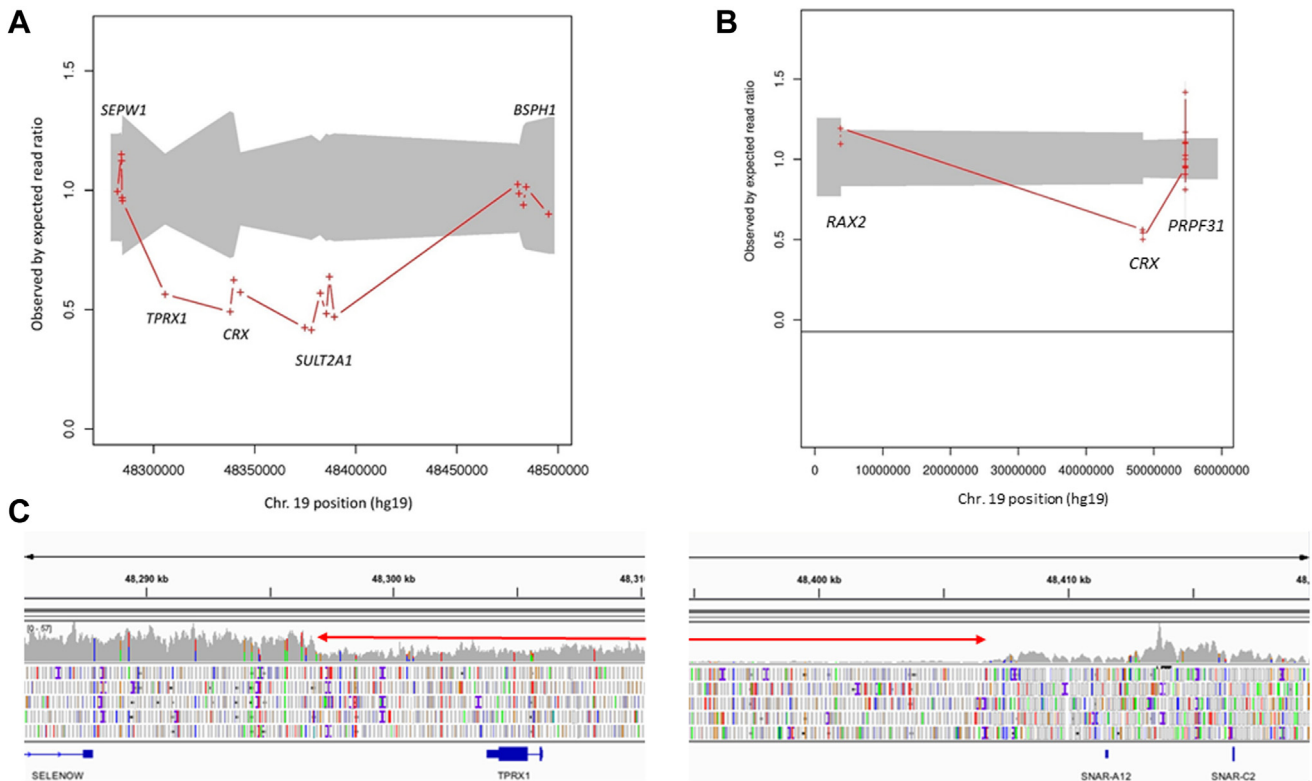 A
Observed by expected read ratio
1.5
1.0
0.5
0.0
SEPW1
BSPH1
TPRX1
CRX
SULT2A1
48300000 48350000 48400000 48450000 48500000
Chr. 19 position (hg19)
B
Observed by expected read ratio
1.5
1.0
0.5
0.0
RAX2
PRPF31
CRX
0 10000000 20000000 30000000 40000000 50000000 60000000
Chr. 19 position (hg19)
C
48,290 kb 48,300 kb 48,310
[0 - 57]
SELENOW TPRX1
48,400 kb 48,410 kb 48,
SNAR-A12 SNAR-C2